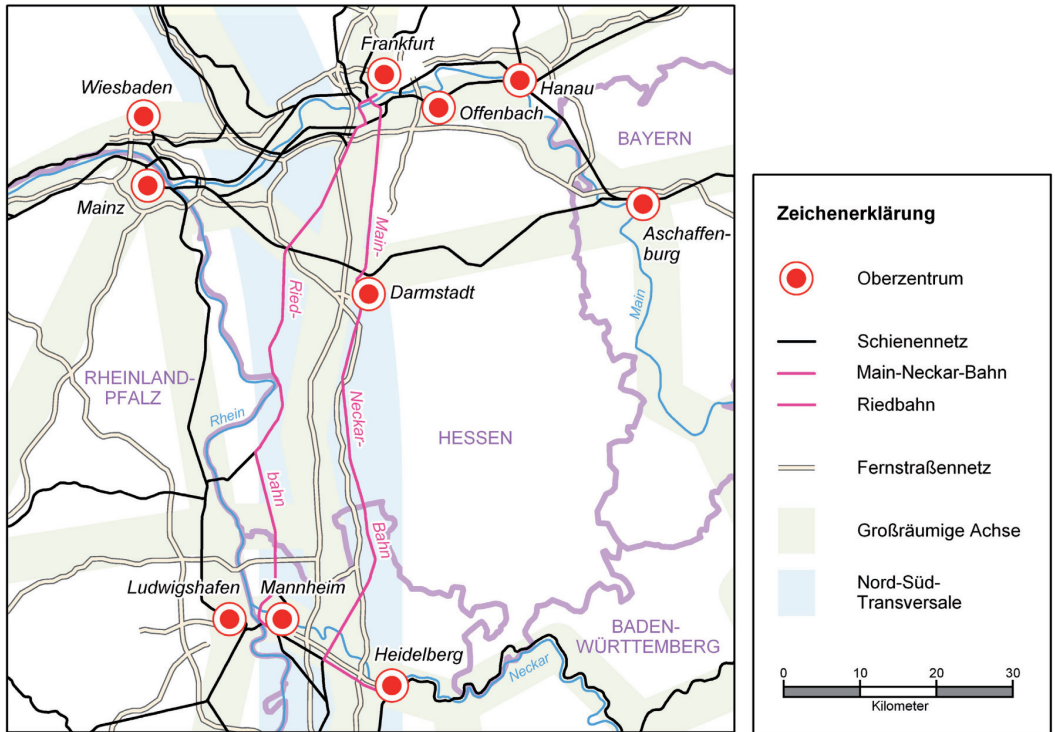 Frankfurt
Wiesbaden
Hanau
Offenbach
BAYERN
Mainz
Aschaffen-
burg
Main-
Main
Ried-
Darmstadt
RHEINLAND-
PFALZ
Rhein
Neckar-
HESSEN
bahn
Bahn
Ludwigshafen
Mannheim
BADEN-
WÜRTTEMBERG
Heidelberg
Neckar
Zeichenerklärung
Oberzentrum
Schienennetz
Main-Neckar-Bahn
Riedbahn
Fernstraßennetz
Großräumige Achse
Nord-Süd-
Transversale
0 10 20 30
Kilometer